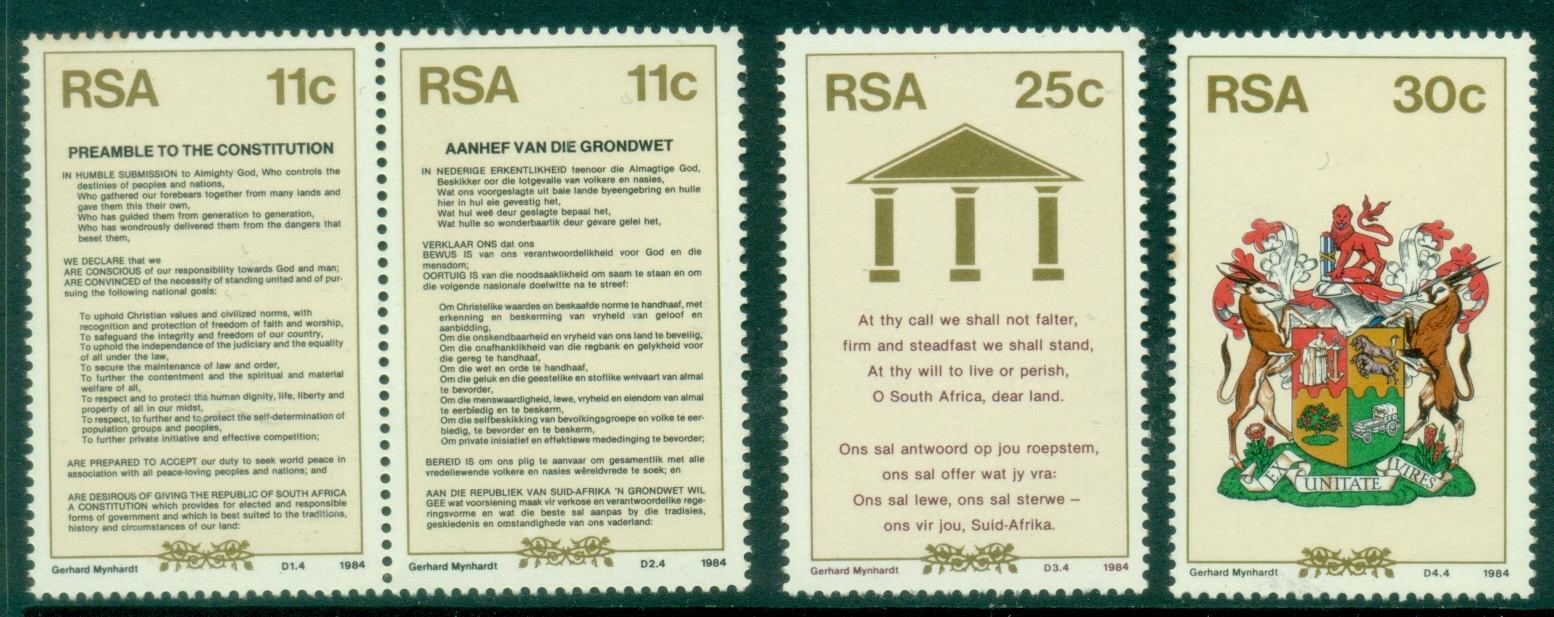 RSA 11c
PREAMBLE TO THE CONSTITUTION
IN HUMBLE SUBMISSION to Almighty God, Who controls the
destinies of peoples and nations,
Who gathered our forebears together from many lands and
gave them this their own,
Who has guided them from generation to generation,
Who has wondrously delivered them from the dangers that
beset them,
WE DECLARE that we
ARE CONSCIOUS of our responsibility towards God and man;
ARE CONVINCED of the necessity of standing united and of pur-
suing the following national goals:
To uphold Christian values and civilized norms, with
recognition and protection of freedom of faith and worship,
To safeguard the integrity and freedom of our country,
To uphold the independence of the judiciary and the equality
of all under the law,
To secure the maintenance of law and order,
To further the contentment and the spiritual and material
welfare of all,
To respect and to protect the human dignity, life, liberty and
property of all in our midst,
To respect, to further and to protect the self-determination of
population groups and peoples,
To further private initiative and effective competition;
ARE PREPARED TO ACCEPT our duty to seek world peace in
association with all peace-loving peoples and nations; and
ARE DESIROUS OF GIVING THE REPUBLIC OF SOUTH AFRICA
A CONSTITUTION which provides for elected and responsible
forms of government and which is best suited to the traditions,
history and circumstances of our land:
Gerhard Mynhardt D1.4 1984
RSA 11c
AANHEF VAN DIE GRONDWET
IN NEDERIGE ERKENTLIKHEID teenoor die Almagtige God,
Beskikker oor die lotgevalle van volkere en nasies,
Wat ons voorgeslagte uit baie lande byeengebring en hulle
hier in hul eie gevestig het,
Wat hul weë deur geslagte bepaal het,
Wat hulle so wonderbaarlik deur gevare gelei het,
VERKLAAR ONS dat ons
BEWUS IS van ons verantwoordelikheid voor God en die
mensdom;
OORTUIG IS van die noodsaaklikheid om saam te staan en om
die volgende nasionale doelwitte na te streef:
Om Christelike waardes en beskaafde norme te handhaaf, met
erkenning en beskerming van vryheid van geloof en
aanbidding,
Om die onskendbaarheid en vryheid van ons land te beveilig,
Om die onafhanklikheid van die regbank en gelykheid voor
die gereg te handhaaf,
Om die wet en orde te handhaaf,
Om die geluk en die geestelike en stoflike welvaart van almal
te bevorder,
Om die menswaardigheid, lewe, vryheid en eiendom van almal
te eerbiedig en te beskerm,
Om die selfbeskikking van bevolkingsgroepe en volke te eer-
biedig, te bevorder en te beskerm,
Om private inisiatief en effektiewe mededinging te bevorder;
BEREID IS om ons plig te aanvaar om gesamentlik met alle
vredeliewende volkere en nasies wêreldvrede te soek; en
AAN DIE REPUBLIEK VAN SUID-AFRIKA 'N GRONDWET WIL
GEE wat voorsiening maak vir verkose en verantwoordelike rege-
ringsvorme en wat die beste sal aanpas by die tradisies,
geskiedenis en omstandighede van ons vaderland:
Gerhard Mynhardt D2.4 1984
RSA 25c
At thy call we shall not falter,
firm and steadfast we shall stand,
At thy will to live or perish,
O South Africa, dear land.
Ons sal antwoord op jou roepstem,
ons sal offer wat jy vra:
Ons sal lewe, ons sal sterwe –
ons vir jou, Suid-Afrika.
Gerhard Mynhardt D3.4 1984
RSA 30c
EX UNITATE VIRES
Gerhard Mynhardt D4.4 1984